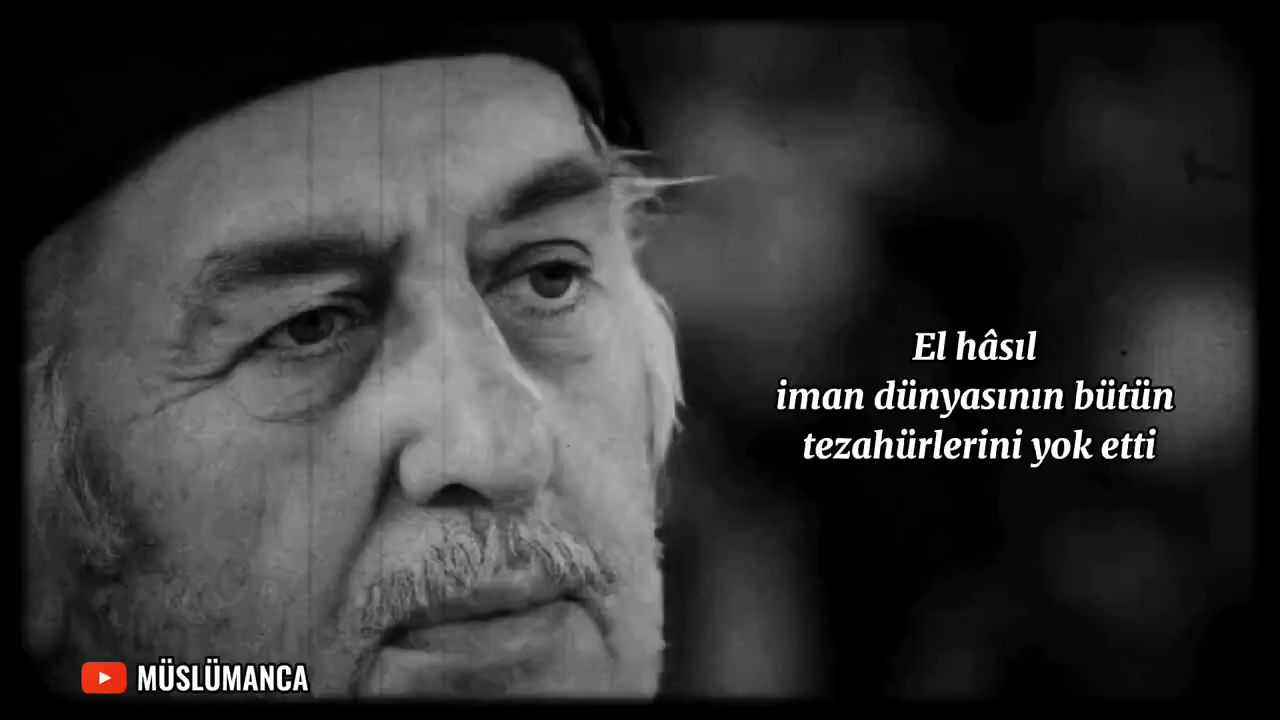 El hâsıl
iman dünyasının bütün
tezahürlerini yok etti
MÜSLÜMANCA